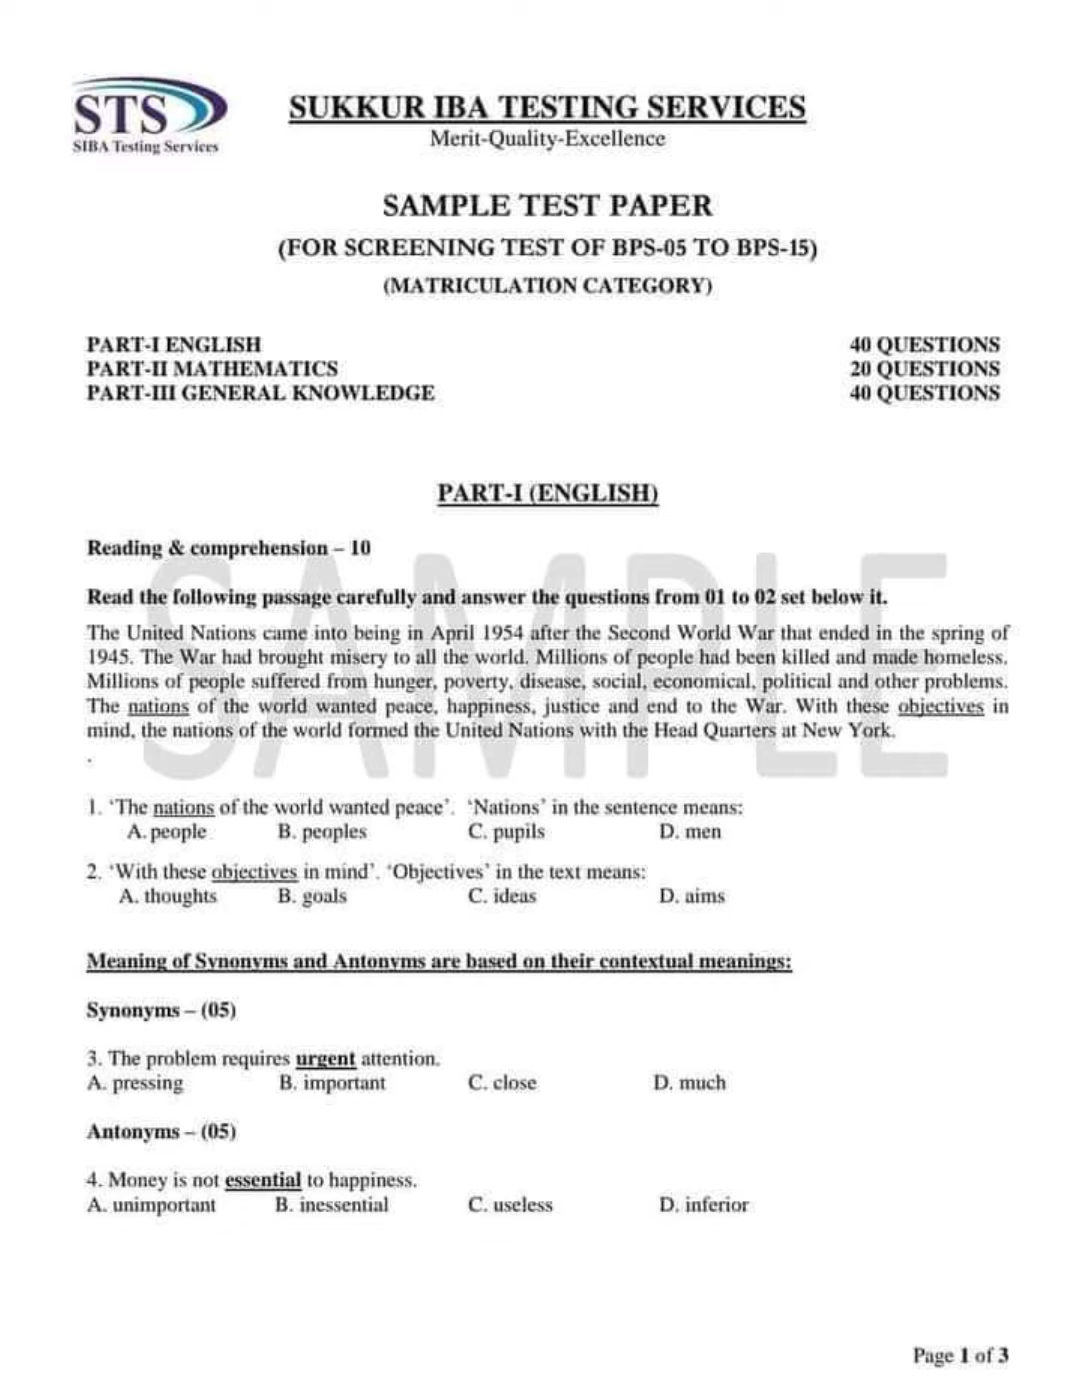 STS
SIBA Testing Services
SUKKUR IBA TESTING SERVICES
Merit-Quality-Excellence
SAMPLE TEST PAPER
(FOR SCREENING TEST OF BPS-05 TO BPS-15)
(MATRICULATION CATEGORY)
PART-I ENGLISH 40 QUESTIONS
PART-II MATHEMATICS 20 QUESTIONS
PART-III GENERAL KNOWLEDGE 40 QUESTIONS
PART-I (ENGLISH)
Reading & comprehension – 10
SAMPLE
Read the following passage carefully and answer the questions from 01 to 02 set below it.
The United Nations came into being in April 1954 after the Second World War that ended in the spring of
1945. The War had brought misery to all the world. Millions of people had been killed and made homeless.
Millions of people suffered from hunger, poverty, disease, social, economical, political and other problems.
The nations of the world wanted peace, happiness, justice and end to the War. With these objectives in
mind, the nations of the world formed the United Nations with the Head Quarters at New York.
.
1. ‘The nations of the world wanted peace’. ‘Nations’ in the sentence means:
A. people B. peoples C. pupils D. men
2. ‘With these objectives in mind’. ‘Objectives’ in the text means:
A. thoughts B. goals C. ideas D. aims
Meaning of Synonyms and Antonyms are based on their contextual meanings:
Synonyms – (05)
3. The problem requires urgent attention.
A. pressing B. important C. close D. much
Antonyms – (05)
4. Money is not essential to happiness.
A. unimportant B. inessential C. useless D. inferior
Page 1 of 3